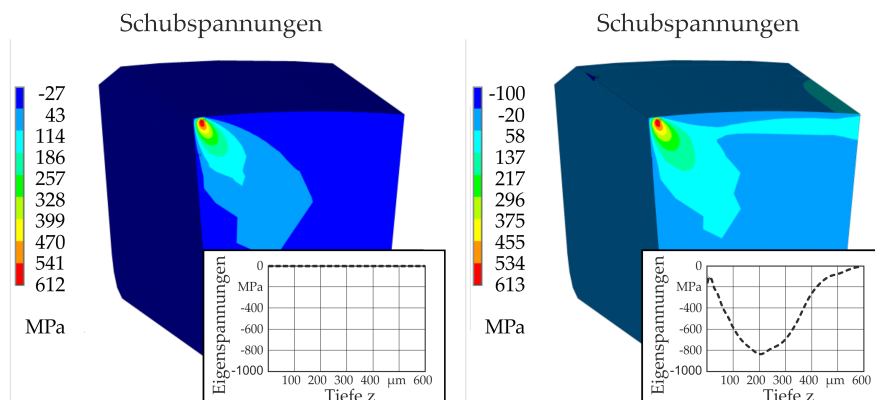 Schubspannungen
-27
43
114
186
257
328
399
470
541
612
MPa
Eigenspannungen
0
MPa
-400
-600
-800
-1000
100 200 300 400 µm 600
Tiefe z
Schubspannungen
-100
-20
58
137
217
296
375
455
534
613
MPa
Eigenspannungen
0
MPa
-400
-600
-800
-1000
100 200 300 400 µm 600
Tiefe z